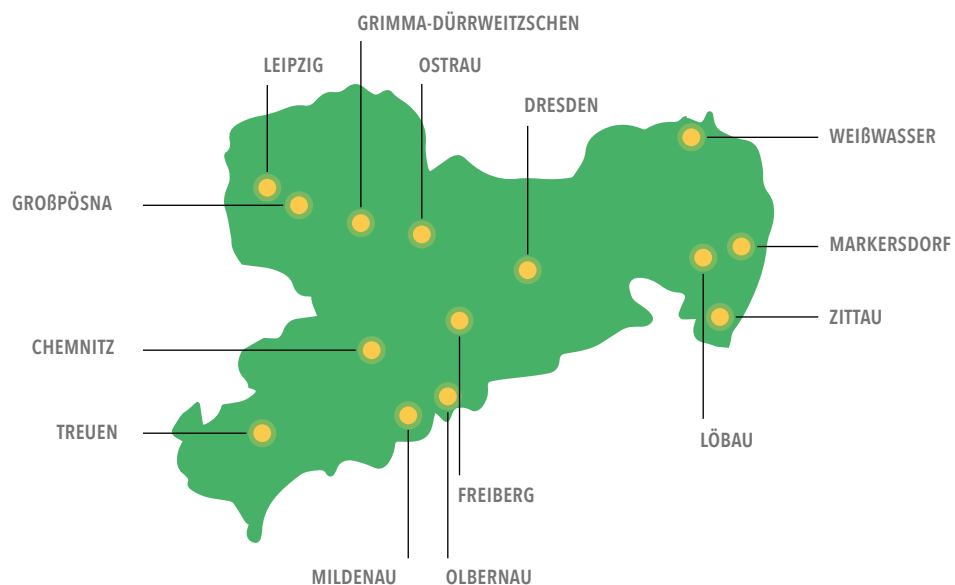 GRIMMA-DÜRRWEITZSCHEN
LEIPZIG
OSTRAU
DRESDEN
WEIßWASSER
GROßPÖSNA
MARKERSDORF
ZITTAU
CHEMNITZ
TREUEN
LÖBAU
FREIBERG
MILDENAU
OLBERNAU